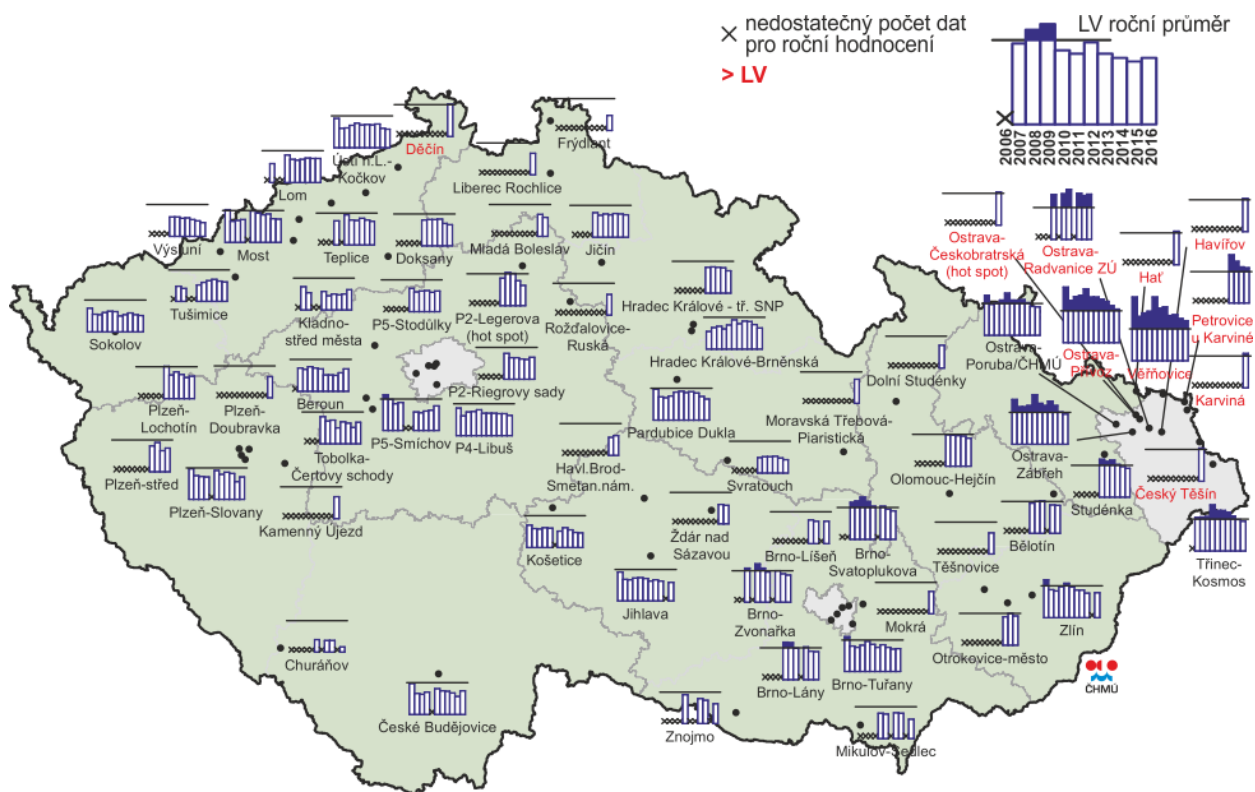 nedostatečný počet dat
pro roční hodnocení
> LV
LV roční průměr
2006
2007
2008
2009
2010
2011
2012
2013
2014
2015
2016
Ústí n.L.-
Kočkov
Děčín
Frýdlant
Lom
Liberec Rochlice
Výsluní
Most
Teplice
Doksany
Mladá Boleslav
Jičín
Tušimice
Sokolov
Kladno-
střed města
P5-Stodůlky
P2-Legerova
(hot spot)
Rožďalovice-
Ruská
Hradec Králové - tř. SNP
Hradec Králové-Brněnská
Plzeň-
Lochotín
Plzeň-
Doubravka
Beroun
P2-Riegrovy sady
P5-Smíchov
P4-Libuš
Tobolka-
Čertovy schody
Pardubice Dukla
Dolní Studénky
Moravská Třebová-
Piaristická
Plzeň-střed
Plzeň-Slovany
Kamenný Újezd
Havl.Brod-
Smetan.nám.
Svratouch
Olomouc-Hejčín
Ostrava-
Českobratrská
(hot spot)
Ostrava-
Radvanice ZÚ
Hať
Havířov
Petrovice
u Karviné
Ostrava-
Poruba/ČHMÚ
Ostrava-
Přívoz
Věřňovice
Karviná
Ostrava-
Zábřeh
Studénka
Český Těšín
Třinec-
Kosmos
Košetice
Žďár nad
Sázavou
Brno-Líšeň
Brno-
Svatoplukova
Těšnovice
Bělotín
Jihlava
Brno-
Zvonařka
Mokrá
Zlín
Otrokovice-město
Churáňov
České Budějovice
Brno-Lány
Brno-Tuřany
Znojmo
Mikulov-Sedlec
ČHMÚ